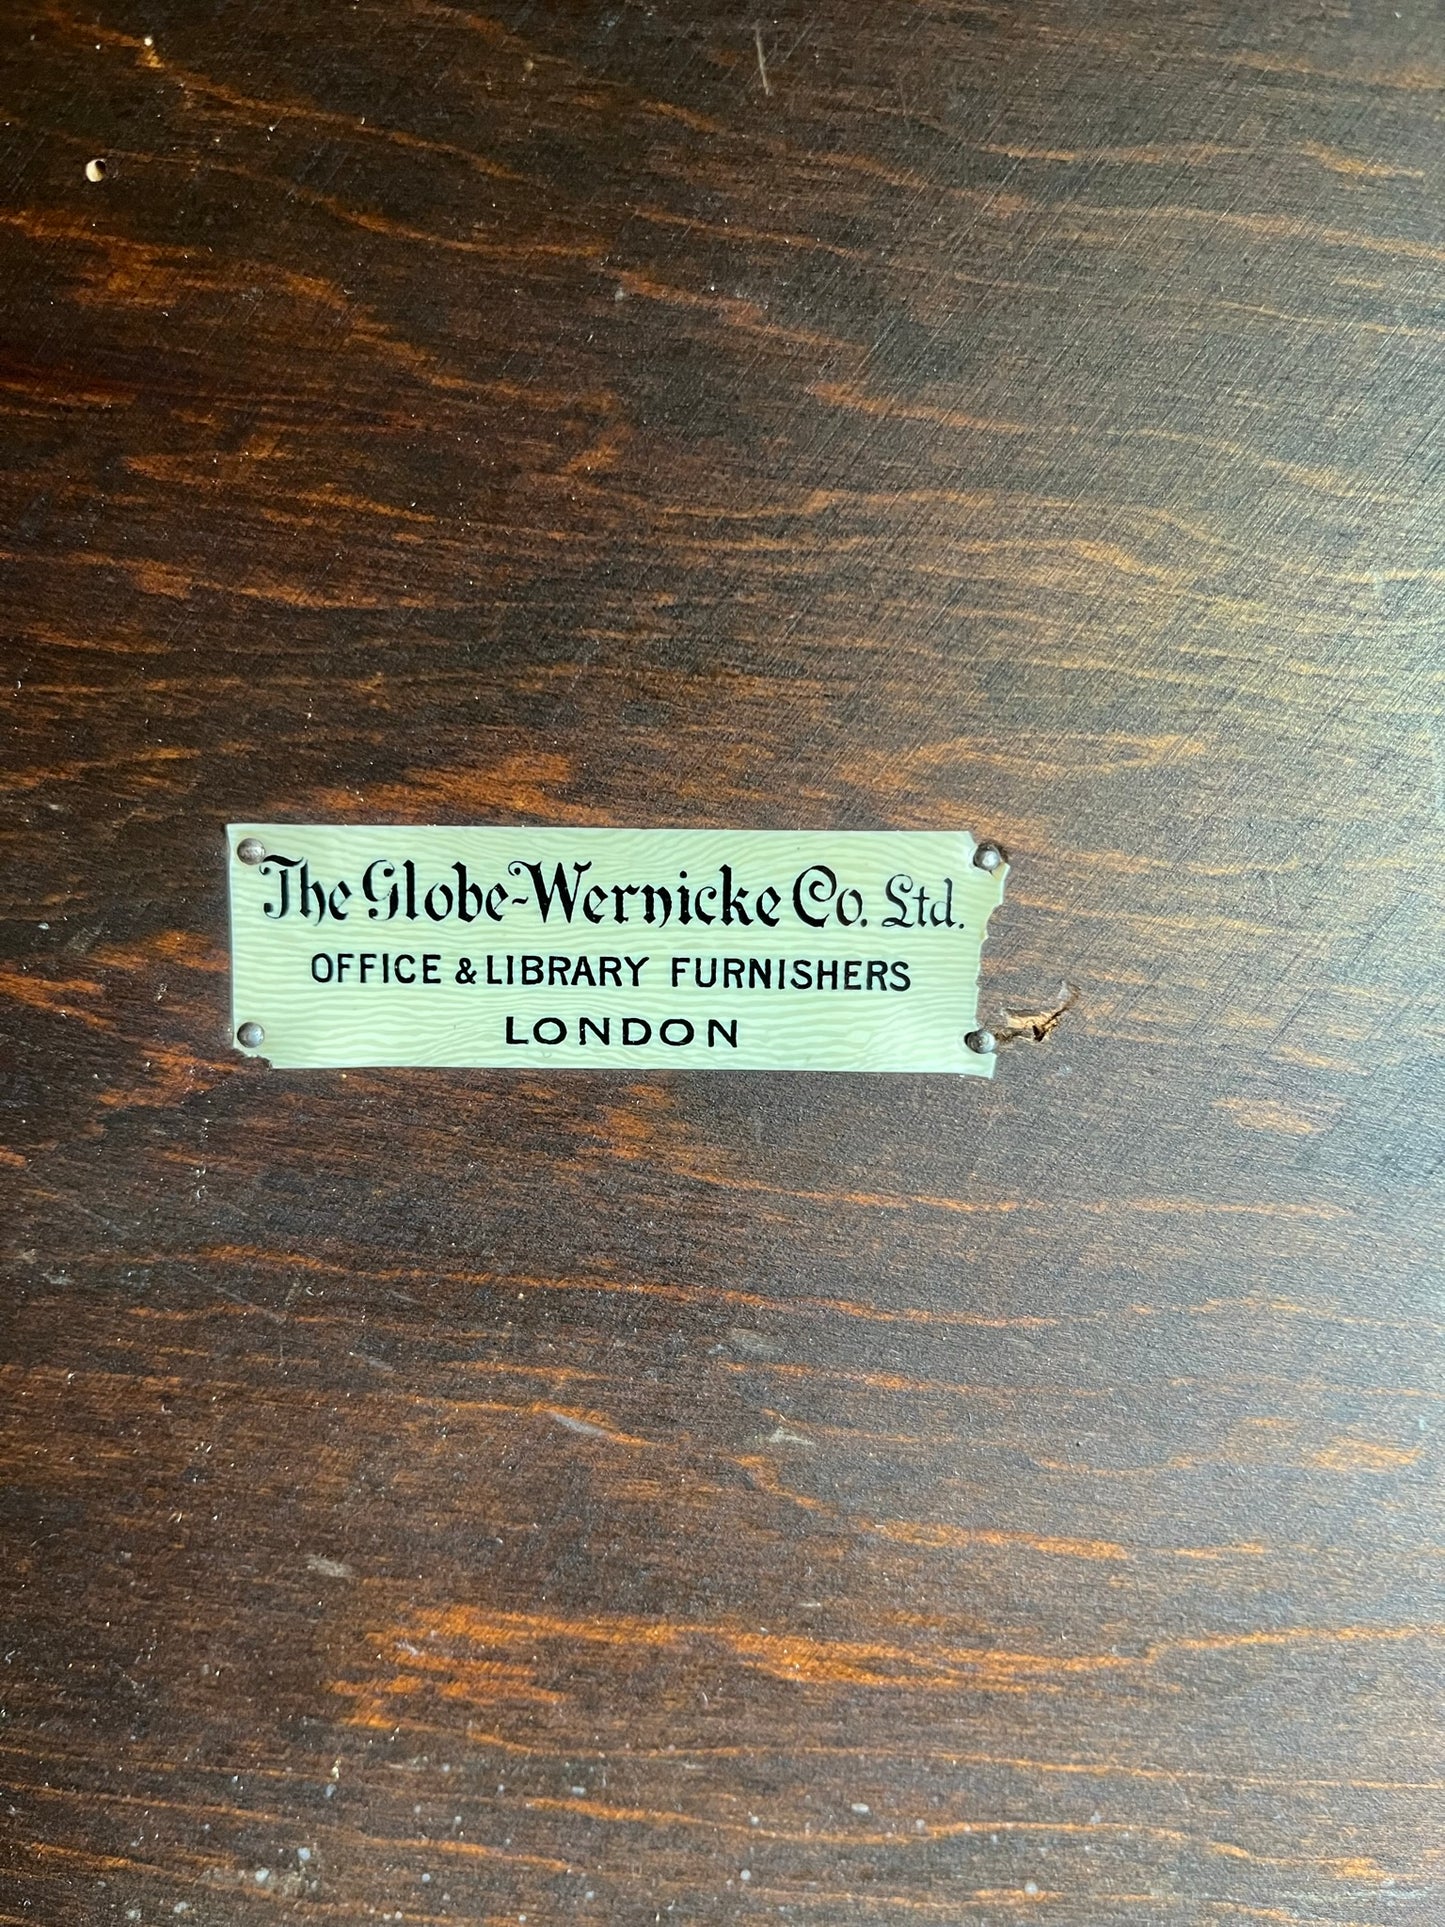 The Globe-Wernicke Co. Ltd.
OFFICE & LIBRARY FURNISHERS
LONDON